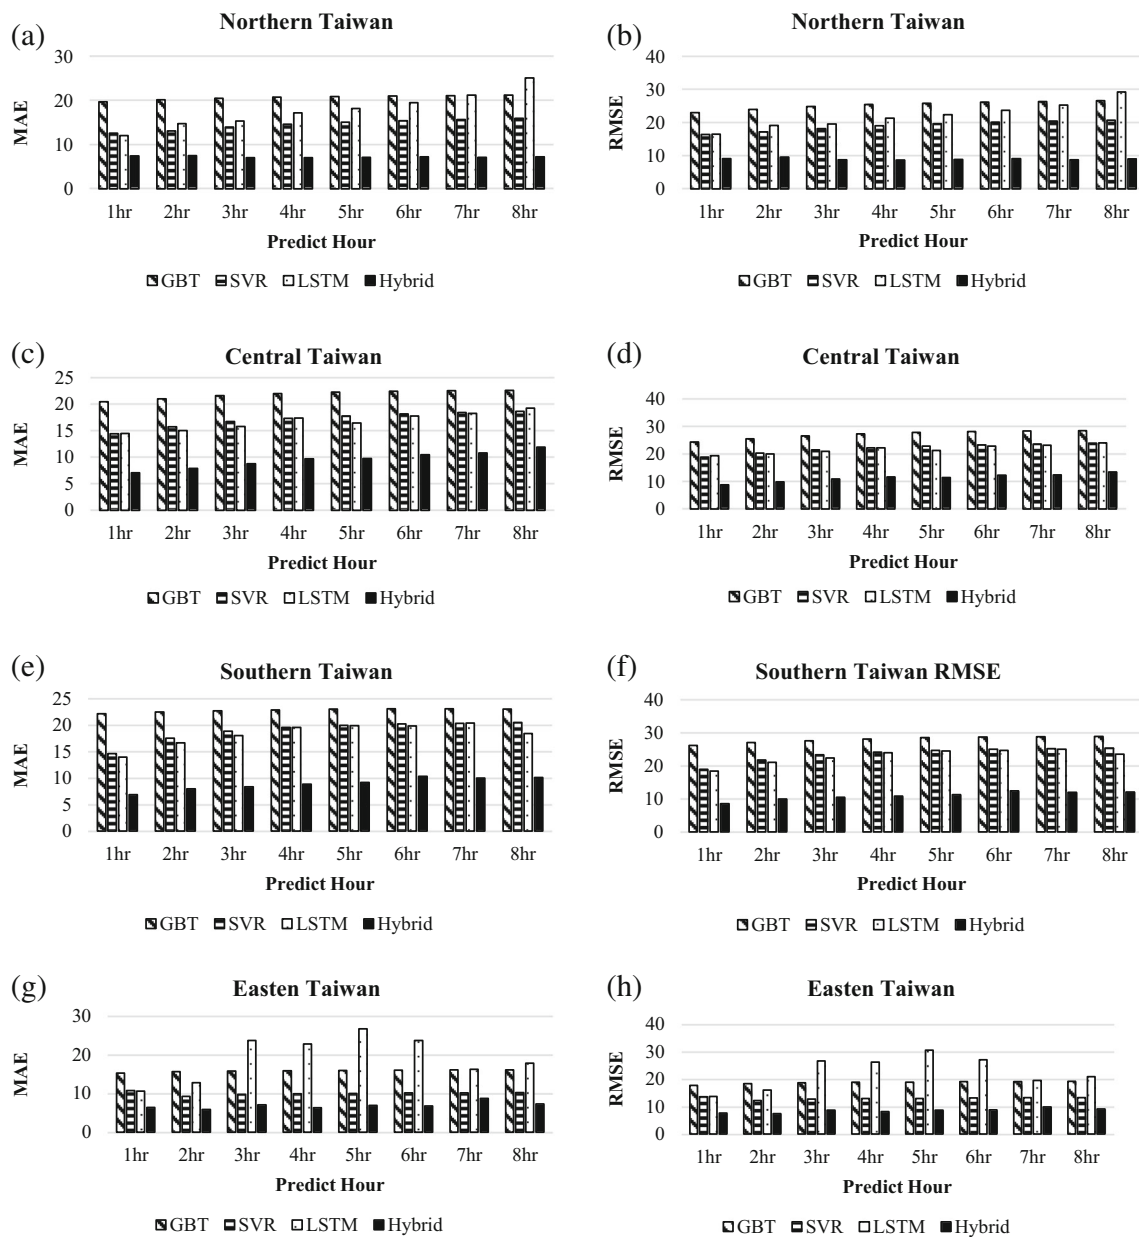 (a) Northern Taiwan
MAE
30
20
10
0
1hr 2hr 3hr 4hr 5hr 6hr 7hr 8hr
Predict Hour
GBT SVR LSTM Hybrid
(b) Northern Taiwan
RMSE
40
30
20
10
0
1hr 2hr 3hr 4hr 5hr 6hr 7hr 8hr
Predict Hour
GBT SVR LSTM Hybrid
(c) Central Taiwan
MAE
25
20
15
10
5
0
1hr 2hr 3hr 4hr 5hr 6hr 7hr 8hr
Predict Hour
GBT SVR LSTM Hybrid
(d) Central Taiwan
RMSE
40
30
20
10
0
1hr 2hr 3hr 4hr 5hr 6hr 7hr 8hr
Predict Hour
GBT SVR LSTM Hybrid
(e) Southern Taiwan
MAE
25
20
15
10
5
0
1hr 2hr 3hr 4hr 5hr 6hr 7hr 8hr
Predict Hour
GBT SVR LSTM Hybrid
(f) Southern Taiwan RMSE
RMSE
40
30
20
10
0
1hr 2hr 3hr 4hr 5hr 6hr 7hr 8hr
Predict Hour
GBT SVR LSTM Hybrid
(g) Easten Taiwan
MAE
30
20
10
0
1hr 2hr 3hr 4hr 5hr 6hr 7hr 8hr
Predict Hour
GBT SVR LSTM Hybrid
(h) Easten Taiwan
RMSE
40
30
20
10
0
1hr 2hr 3hr 4hr 5hr 6hr 7hr 8hr
Predict Hour
GBT SVR LSTM Hybrid